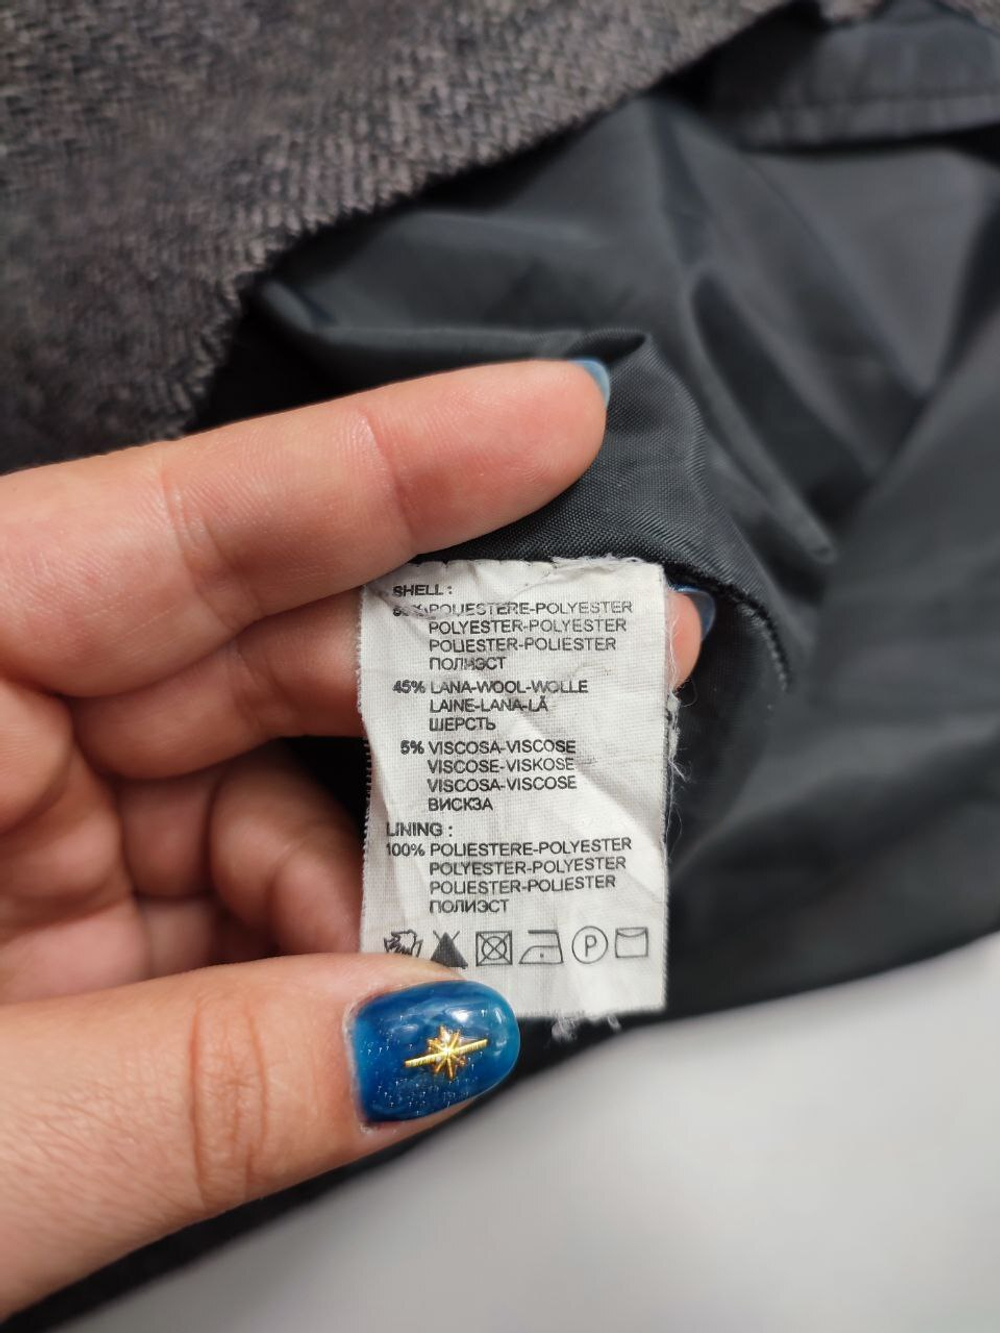 SHELL :
POLIESTERE-POLYESTER
POLYESTER-POLYESTER
POLIESTER-POLIESTER
ПОЛИЭСТ
45% LANA-WOOL-WOLLE
LAINE-LANA-LÃ
ШЕРСТЬ
5% VISCOSA-VISCOSE
VISCOSE-VISKOSE
VISCOSA-VISCOSE
ВИСКЗА
LINING :
100% POLIESTERE-POLYESTER
POLYESTER-POLYESTER
POLIESTER-POLIESTER
ПОЛИЭСТ
P